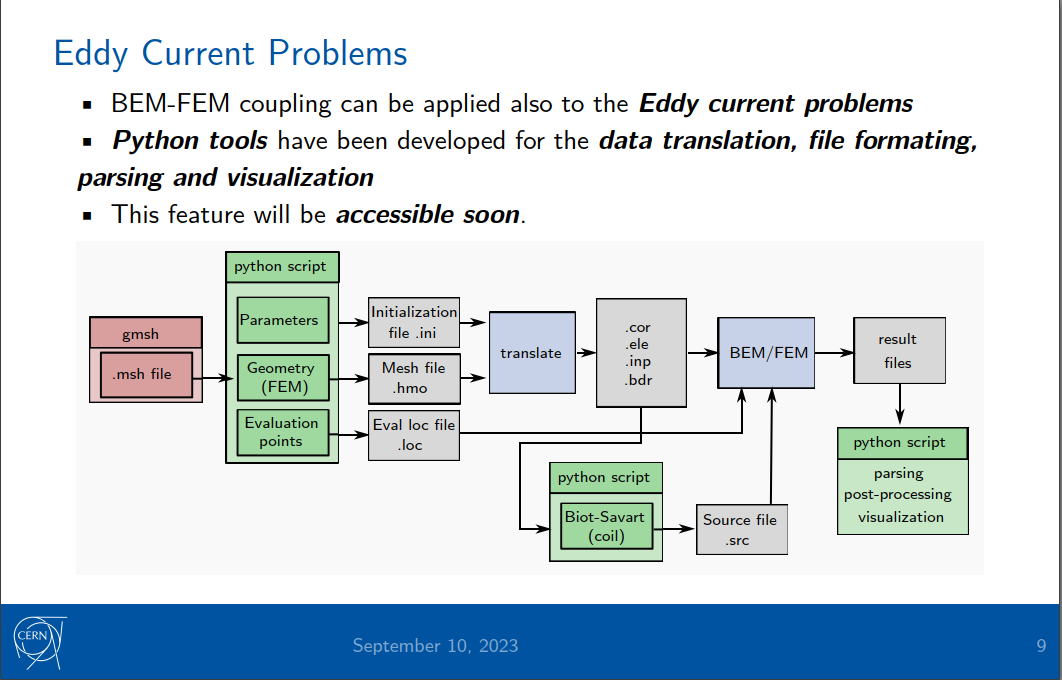 Eddy Current Problems
▪ BEM-FEM coupling can be applied also to the Eddy current problems
▪ Python tools have been developed for the data translation, file formating,
parsing and visualization
▪ This feature will be accessible soon.
gmsh
.msh file
python script
Parameters
Geometry
(FEM)
Evaluation
points
Initialization
file .ini
Mesh file
.hmo
Eval loc file
.loc
translate
.cor
.ele
.inp
.bdr
python script
Biot-Savart
(coil)
Source file
.src
BEM/FEM
result
files
python script
parsing
post-processing
visualization
CERN
September 10, 2023
9